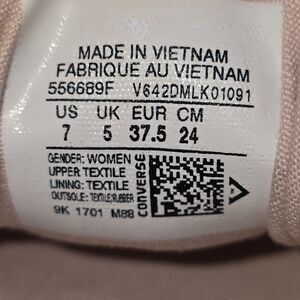 MADE IN VIETNAM
FABRIQUE AU VIETNAM
556689F V642DMLK01091
US UK EUR CM
7 5 37.5 24
GENDER: WOMEN
UPPER:TEXTILE
LINING: TEXTILE
OUTSOLE: TEXTILE/RUBBER
9K 1701 M88
CONVERSE